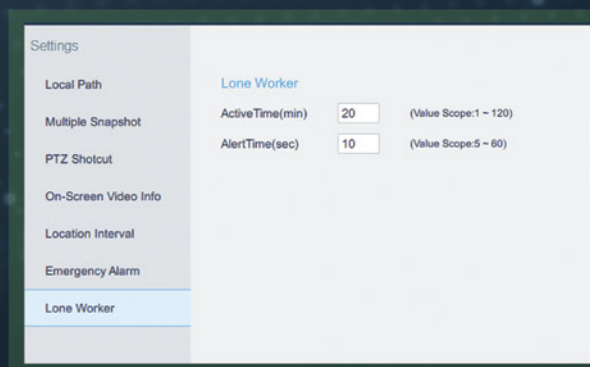 Settings
Local Path
Multiple Snapshot
PTZ Shotcut
On-Screen Video Info
Location Interval
Emergency Alarm
Lone Worker
Lone Worker
ActiveTime(min) 20 (Value Scope:1 ~ 120)
AlertTime(sec) 10 (Value Scope:5 ~ 60)